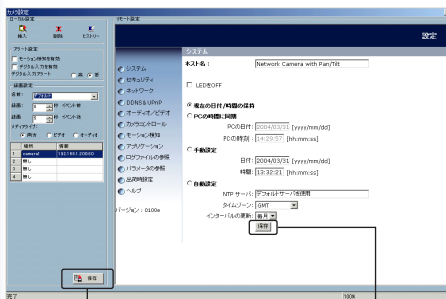 カメラ設定
ローカル設定
挿入
削除
ヒストリー
アラート設定
モーション検知を有効
デジタル入力を有効
デジタル入力アラート
高
低
録画設定
名前:
デフォルト
録画:
5
秒 イベント前
録画:
5
秒 イベント後
メディアタイプ:
両方
ビデオ
オーディオ
場所
情報
1
camera
2
無し
3
無し
4
無し
保存
完了
リモート設定
設定
システム
セキュリティ
ネットワーク
DDNS & UPnP
オーディオ/ビデオ
カメラコントロール
モーション検知
アプリケーション
ログファイルの参照
パラメータの参照
出荷時設定
ヘルプ
バージョン : 0100e
システム
ホスト名 :
Network Camera with Pan/Tilt
LEDをOFF
現在の日付/時間の保持
PCの時間に同期
PCの日付: 2004/03/31 [yyyy/mm/dd]
PCの時刻: 14:29:57 [hh:mm:ss]
手動設定
日付: 2004/03/31 [yyyy/mm/dd]
時間: 13:32:21 [hh:mm:ss]
自動設定
NTP サーバ: デフォルトサーバを使用
タイムゾーン: GMT
インターバルの更新: 毎月
保存
100%